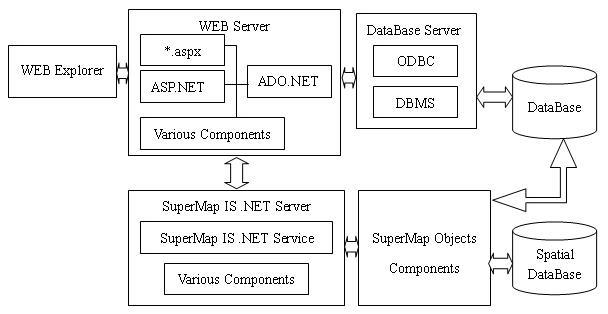 WEB Server
*.aspx
WEB Explorer
ASP.NET
ADO.NET
Various Components
DataBase Server
ODBC
DBMS
DataBase
SuperMap IS .NET Server
SuperMap IS .NET Service
Various Components
SuperMap Objects
Components
Spatial
DataBase